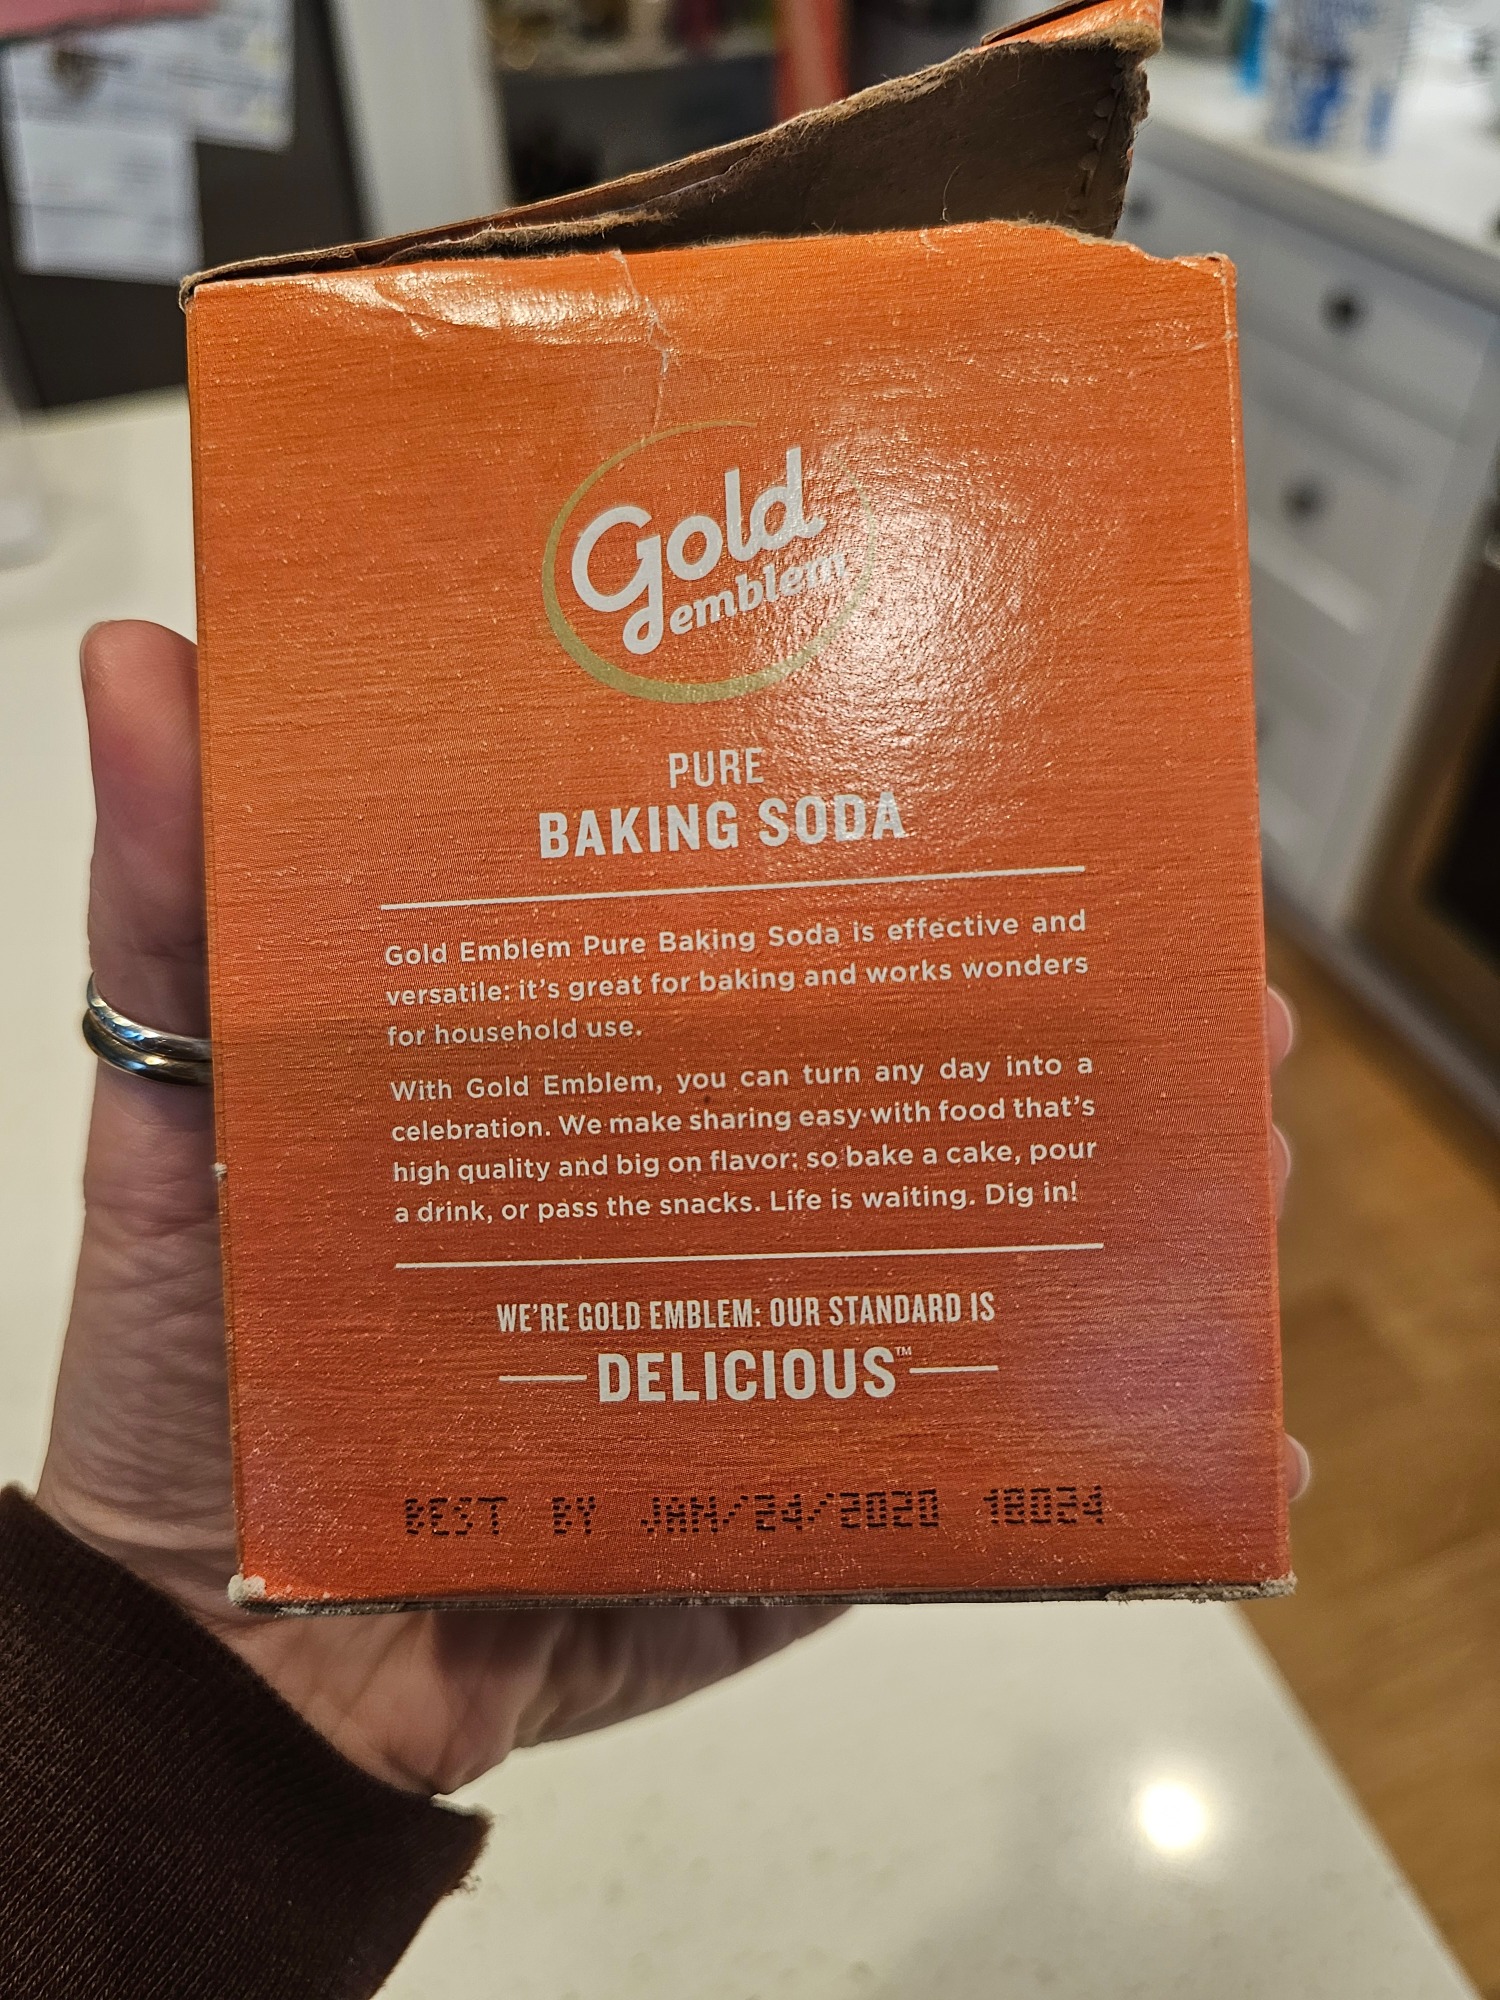 Gold
emblem
PURE
BAKING SODA
Gold Emblem Pure Baking Soda is effective and
versatile: it's great for baking and works wonders
for household use.
With Gold Emblem, you can turn any day into a
celebration. We make sharing easy with food that's
high quality and big on flavor: so bake a cake, pour
a drink, or pass the snacks. Life is waiting. Dig in!
WE'RE GOLD EMBLEM: OUR STANDARD IS
DELICIOUS™
BEST BY JAN/24/2020 18024